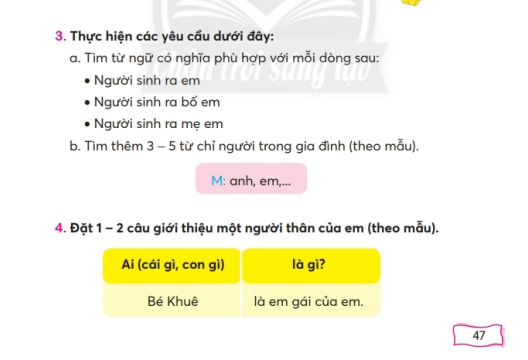 3. Thực hiện các yêu cầu dưới đây:
a. Tìm từ ngữ có nghĩa phù hợp với mỗi dòng sau:
Chân trời sáng tạo
• Người sinh ra em
• Người sinh ra bố em
• Người sinh ra mẹ em
b. Tìm thêm 3 – 5 từ chỉ người trong gia đình (theo mẫu).
M: anh, em,...
4. Đặt 1 – 2 câu giới thiệu một người thân của em (theo mẫu).
Ai (cái gì, con gì) là gì?
Bé Khuê là em gái của em.
47